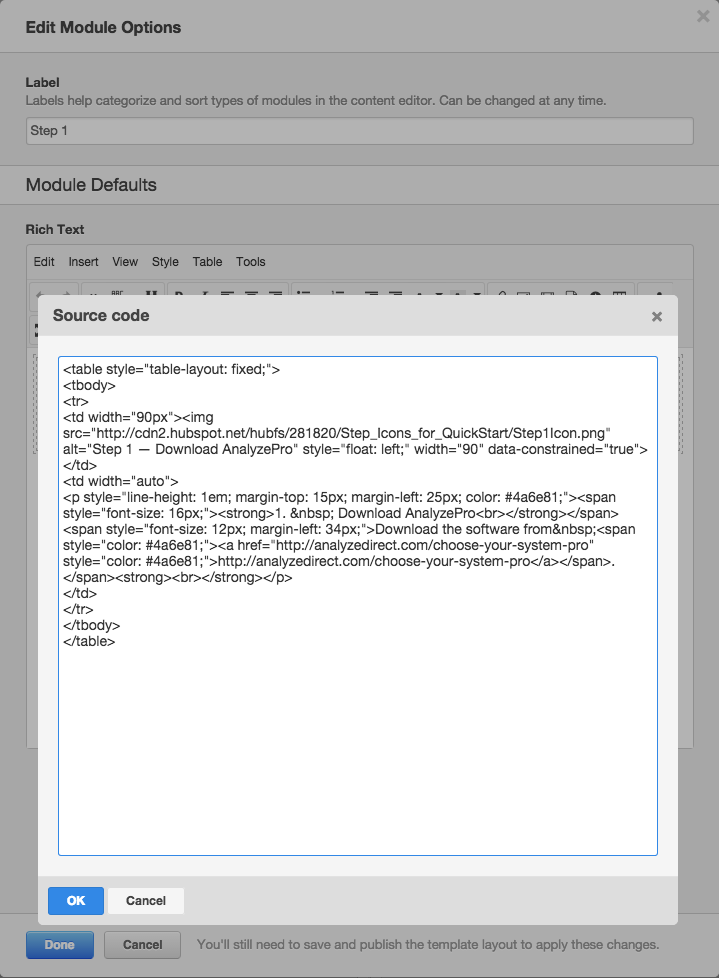 Edit Module Options
Label
Labels help categorize and sort types of modules in the content editor. Can be changed at any time.
Step 1
Module Defaults
Rich Text
Edit Insert View Style Table Tools
Source code
<table style="table-layout: fixed;">
<tbody>
<tr>
<td width="90px"><img
src="http://cdn2.hubspot.net/hubfs/281820/Step_Icons_for_QuickStart/Step1Icon.png"
alt="Step 1 — Download AnalyzePro" style="float: left;" width="90" data-constrained="true">
</td>
<td width="auto">
<p style="line-height: 1em; margin-top: 15px; margin-left: 25px; color: #4a6e81;"><span
style="font-size: 16px;"><strong>1. &nbsp; Download AnalyzePro<br></strong></span>
<span style="font-size: 12px; margin-left: 34px;">Download the software from&nbsp;<span
style="color: #4a6e81;"><a href="http://analyzedirect.com/choose-your-system-pro"
style="color: #4a6e81;">http://analyzedirect.com/choose-your-system-pro</a></span>.
</span><strong><br></strong></p>
</td>
</tr>
</tbody>
</table>
OK Cancel
Done Cancel You'll still need to save and publish the template layout to apply these changes.